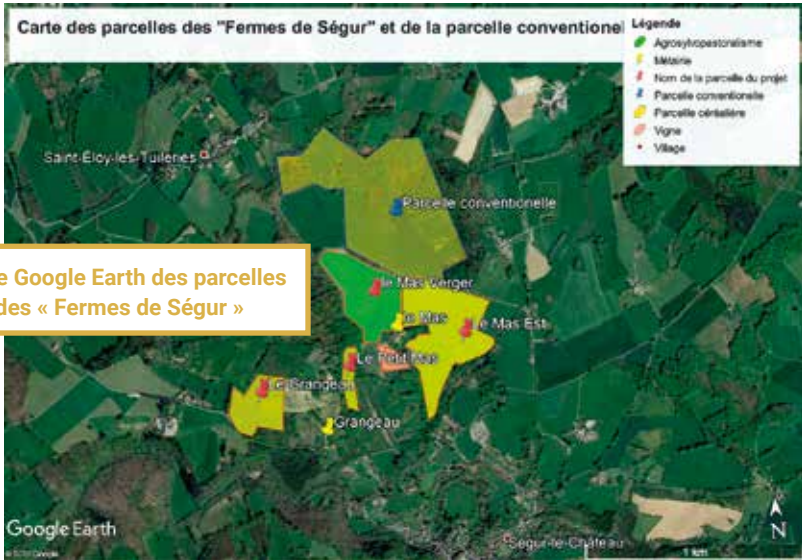 Carte des parcelles des "Fermes de Ségur" et de la parcelle conventionel
Légende
Agrosylvopastoralisme
Métairie
Nom de la parcelle du projet
Parcelle conventionelle
Parcelle céréalière
Vigne
Village
Saint-Éloy-les-Tuileries
Parcelle conventionelle
e Google Earth des parcelles
des « Fermes de Ségur »
le Mas Verger
le Mas
Le Mas Est
Le Petit Mas
Le Grangeau
Grangeau
Google Earth
Ségur-le-Château
1 km
N